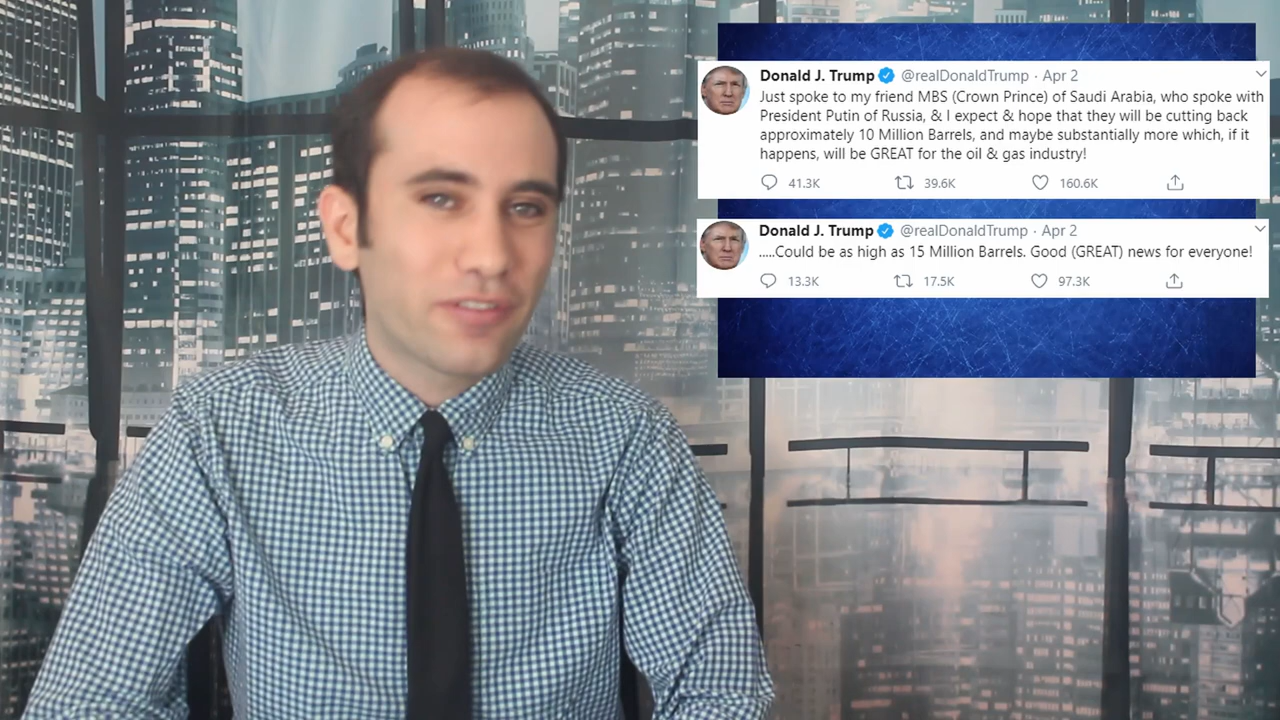 Donald J. Trump @realDonaldTrump · Apr 2
Just spoke to my friend MBS (Crown Prince) of Saudi Arabia, who spoke with
President Putin of Russia, & I expect & hope that they will be cutting back
approximately 10 Million Barrels, and maybe substantially more which, if it
happens, will be GREAT for the oil & gas industry!
41.3K 39.6K 160.6K
Donald J. Trump @realDonaldTrump · Apr 2
.....Could be as high as 15 Million Barrels. Good (GREAT) news for everyone!
13.3K 17.5K 97.3K